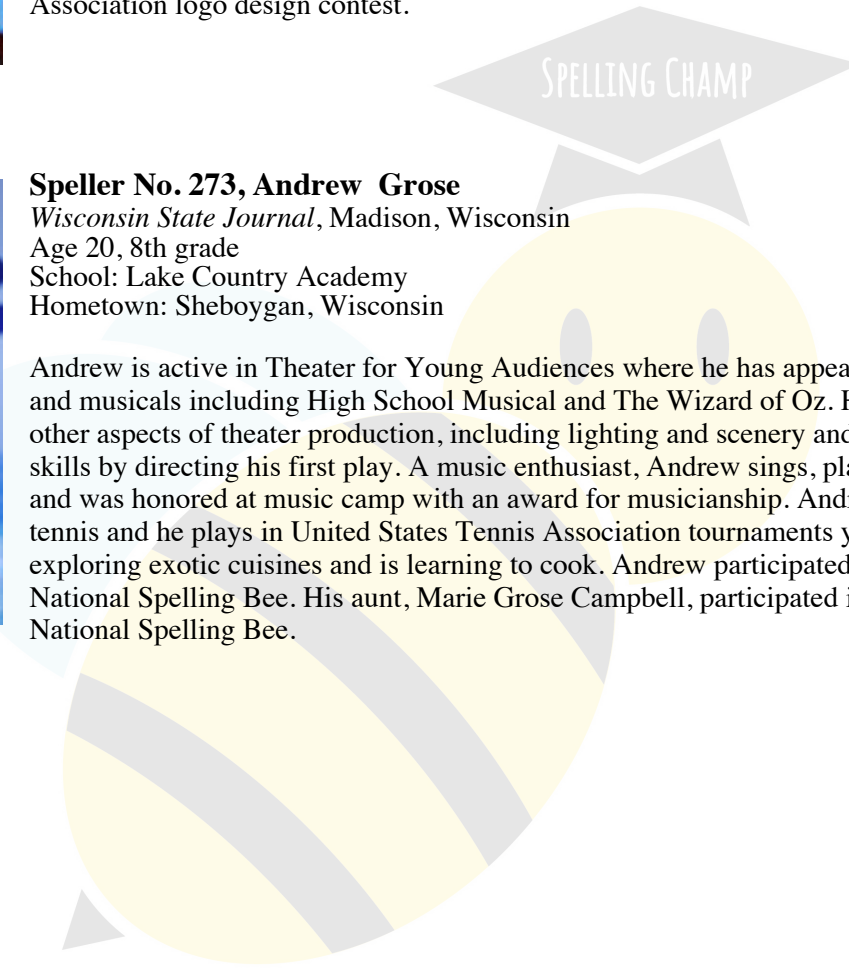 Association logo design contest.
SPELLING CHAMP
Speller No. 273, Andrew Grose
Wisconsin State Journal, Madison, Wisconsin
Age 20, 8th grade
School: Lake Country Academy
Hometown: Sheboygan, Wisconsin
Andrew is active in Theater for Young Audiences where he has appea
and musicals including High School Musical and The Wizard of Oz. H
other aspects of theater production, including lighting and scenery and
skills by directing his first play. A music enthusiast, Andrew sings, pla
and was honored at music camp with an award for musicianship. Andr
tennis and he plays in United States Tennis Association tournaments y
exploring exotic cuisines and is learning to cook. Andrew participated
National Spelling Bee. His aunt, Marie Grose Campbell, participated i
National Spelling Bee.